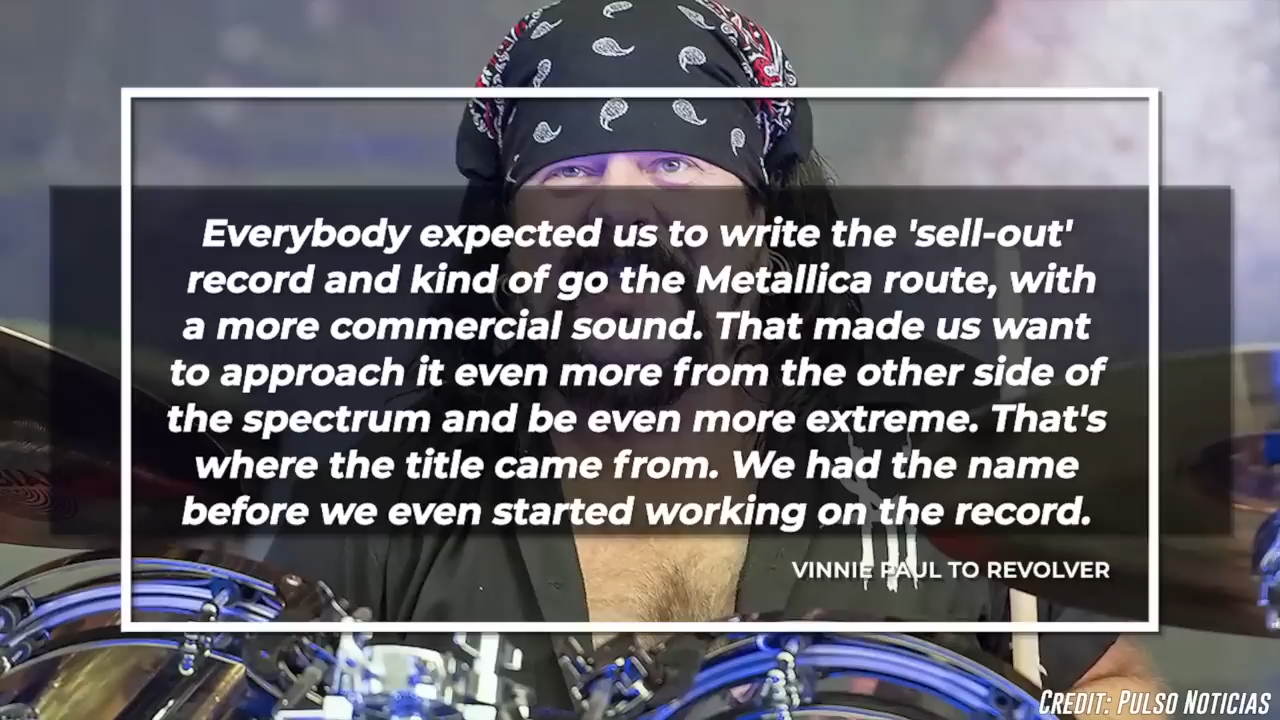 Everybody expected us to write the 'sell-out'
record and kind of go the Metallica route, with
a more commercial sound. That made us want
to approach it even more from the other side of
the spectrum and be even more extreme. That's
where the title came from. We had the name
before we even started working on the record.
VINNIE PAUL TO REVOLVER
CREDIT: PULSO NOTICIAS